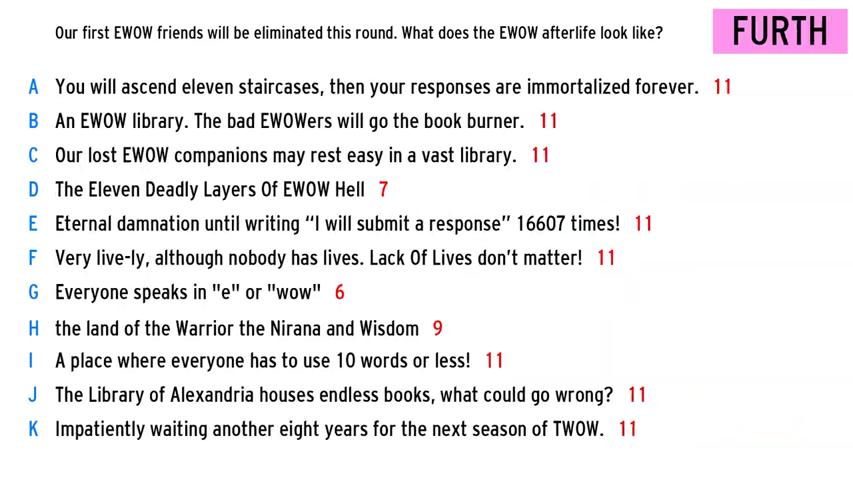 Our first EWOW friends will be eliminated this round. What does the EWOW afterlife look like?
FURTH
A You will ascend eleven staircases, then your responses are immortalized forever. 11
B An EWOW library. The bad EWOWers will go the book burner. 11
C Our lost EWOW companions may rest easy in a vast library. 11
D The Eleven Deadly Layers Of EWOW Hell 7
E Eternal damnation until writing “I will submit a response” 16607 times! 11
F Very live-ly, although nobody has lives. Lack Of Lives don’t matter! 11
G Everyone speaks in "e" or "wow" 6
H the land of the Warrior the Nirana and Wisdom 9
I A place where everyone has to use 10 words or less! 11
J The Library of Alexandria houses endless books, what could go wrong? 11
K Impatiently waiting another eight years for the next season of TWOW. 11